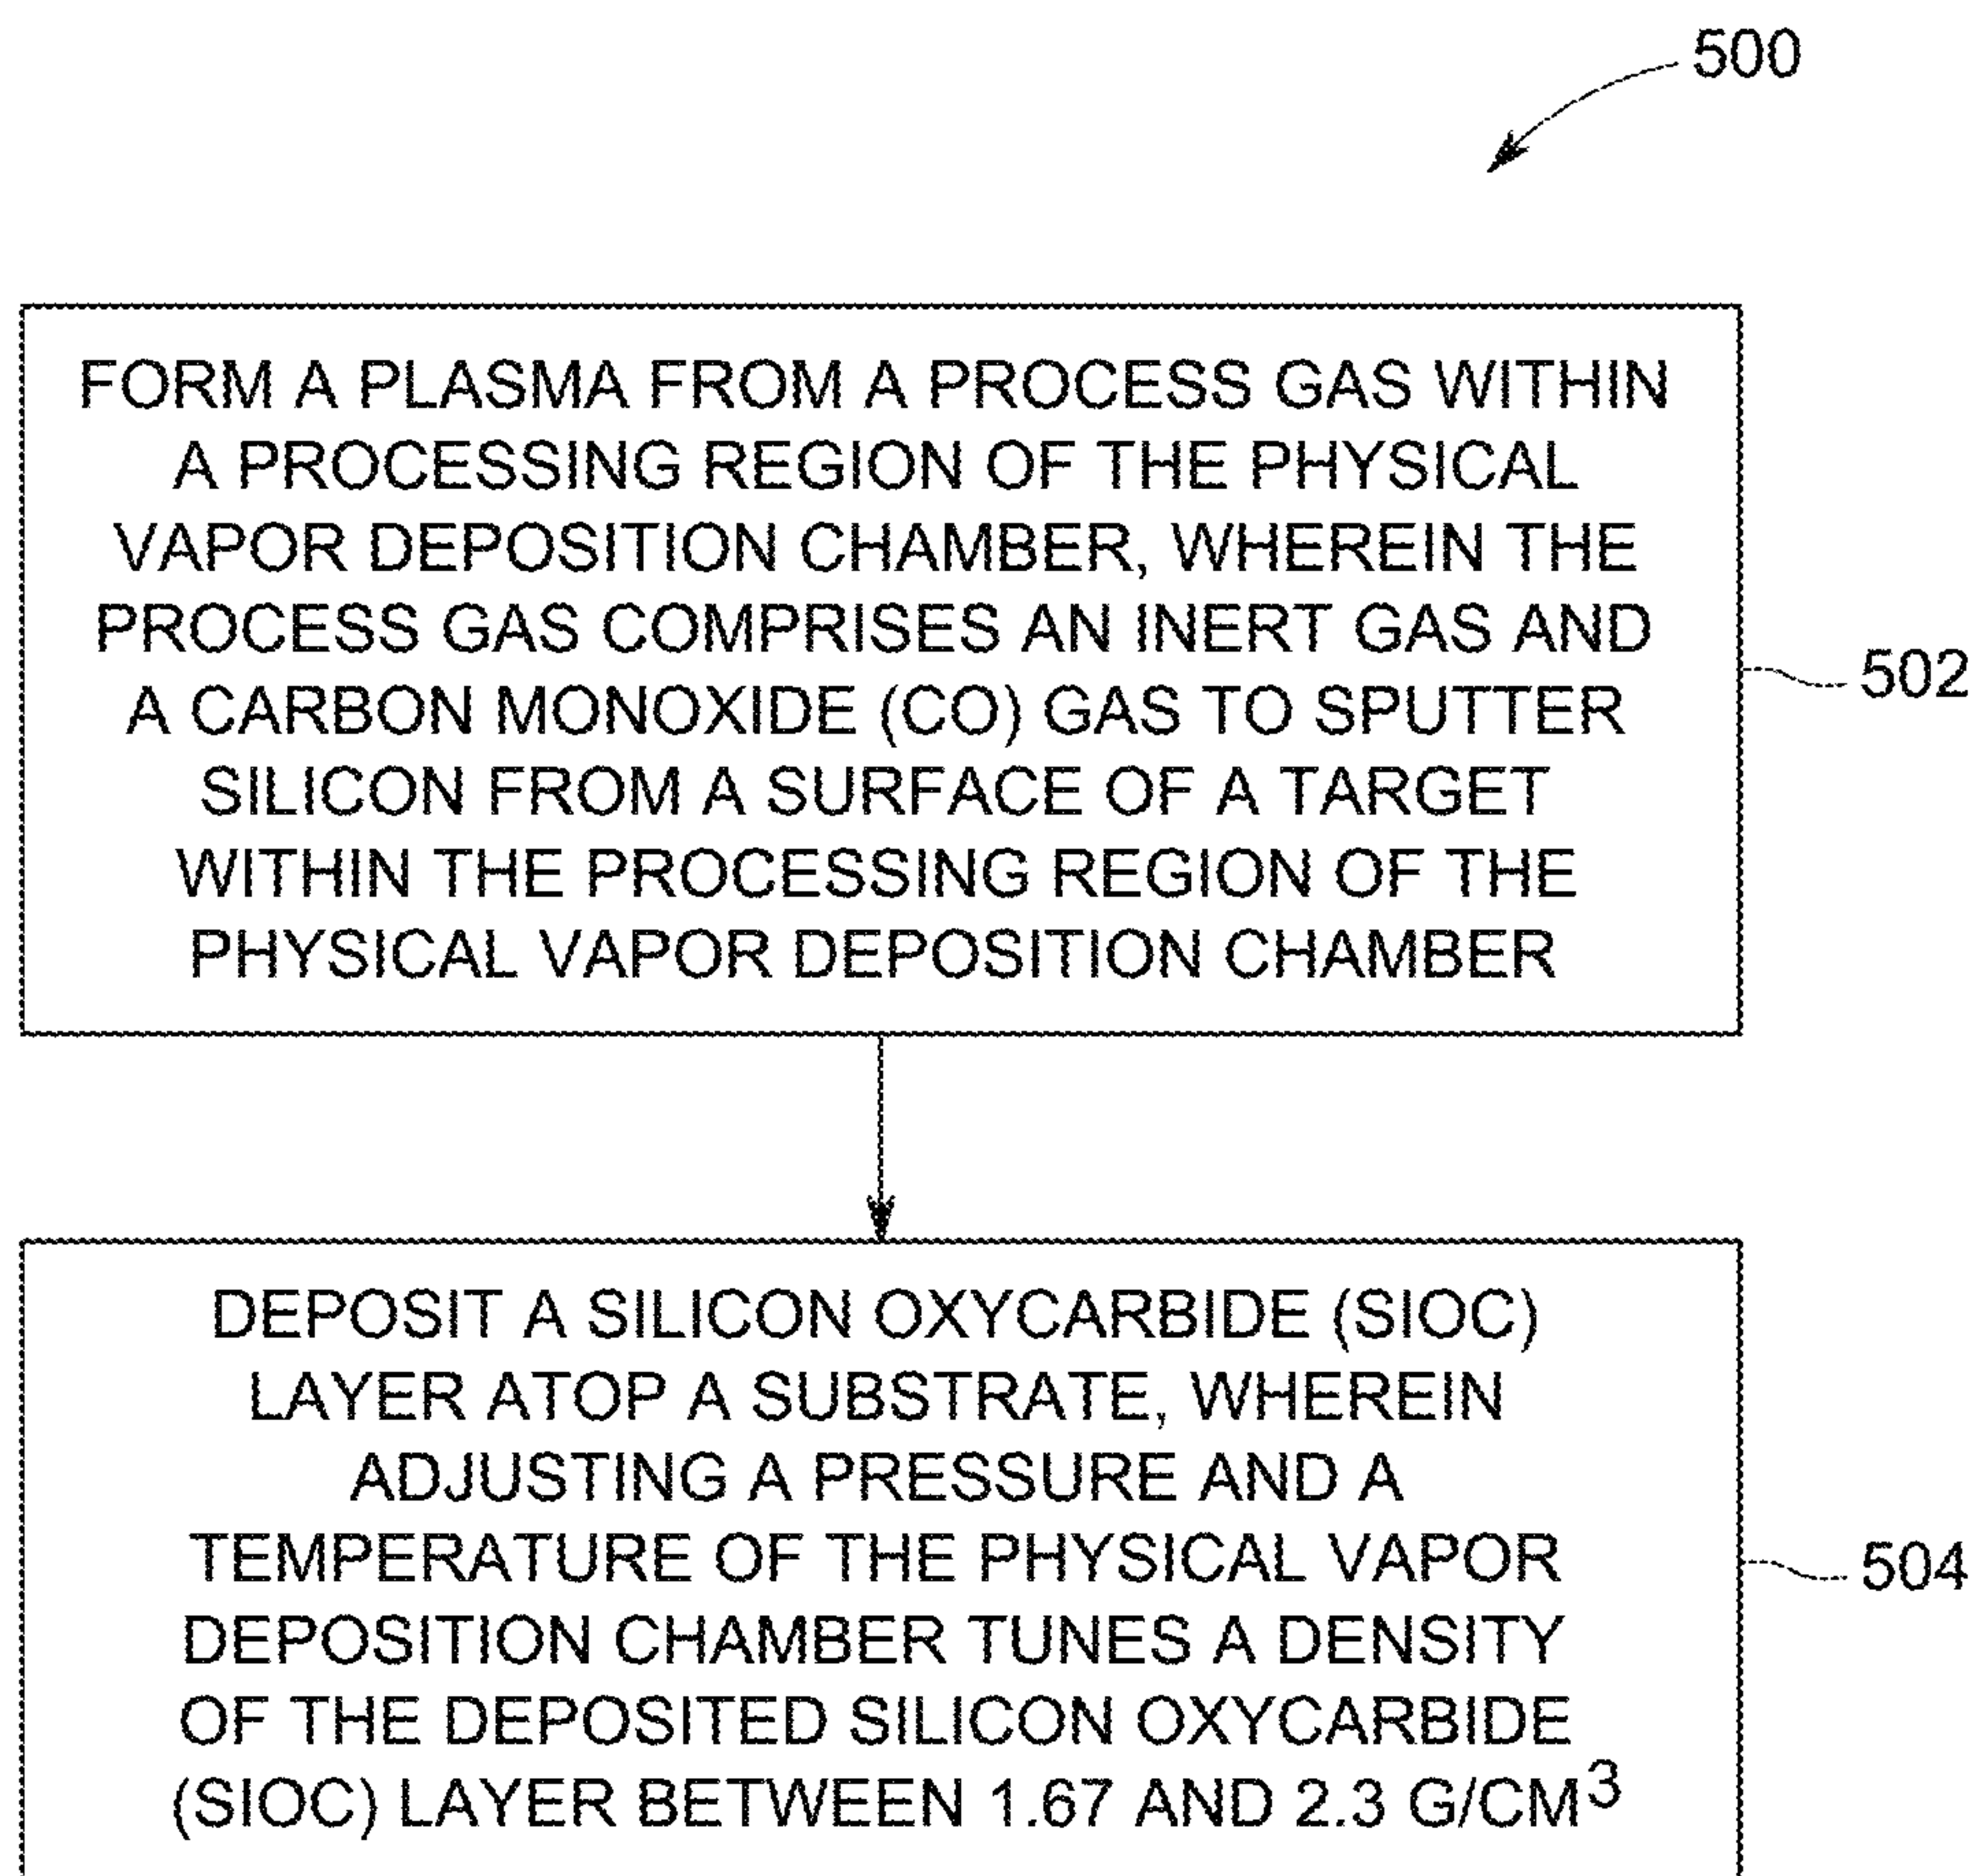 500
FORM A PLASMA FROM A PROCESS GAS WITHIN
A PROCESSING REGION OF THE PHYSICAL
VAPOR DEPOSITION CHAMBER, WHEREIN THE
PROCESS GAS COMPRISES AN INERT GAS AND
A CARBON MONOXIDE (CO) GAS TO SPUTTER
SILICON FROM A SURFACE OF A TARGET
WITHIN THE PROCESSING REGION OF THE
PHYSICAL VAPOR DEPOSITION CHAMBER
502
DEPOSIT A SILICON OXYCARBIDE (SIOC)
LAYER ATOP A SUBSTRATE, WHEREIN
ADJUSTING A PRESSURE AND A
TEMPERATURE OF THE PHYSICAL VAPOR
DEPOSITION CHAMBER TUNES A DENSITY
OF THE DEPOSITED SILICON OXYCARBIDE
(SIOC) LAYER BETWEEN 1.67 AND 2.3 G/CM³
504